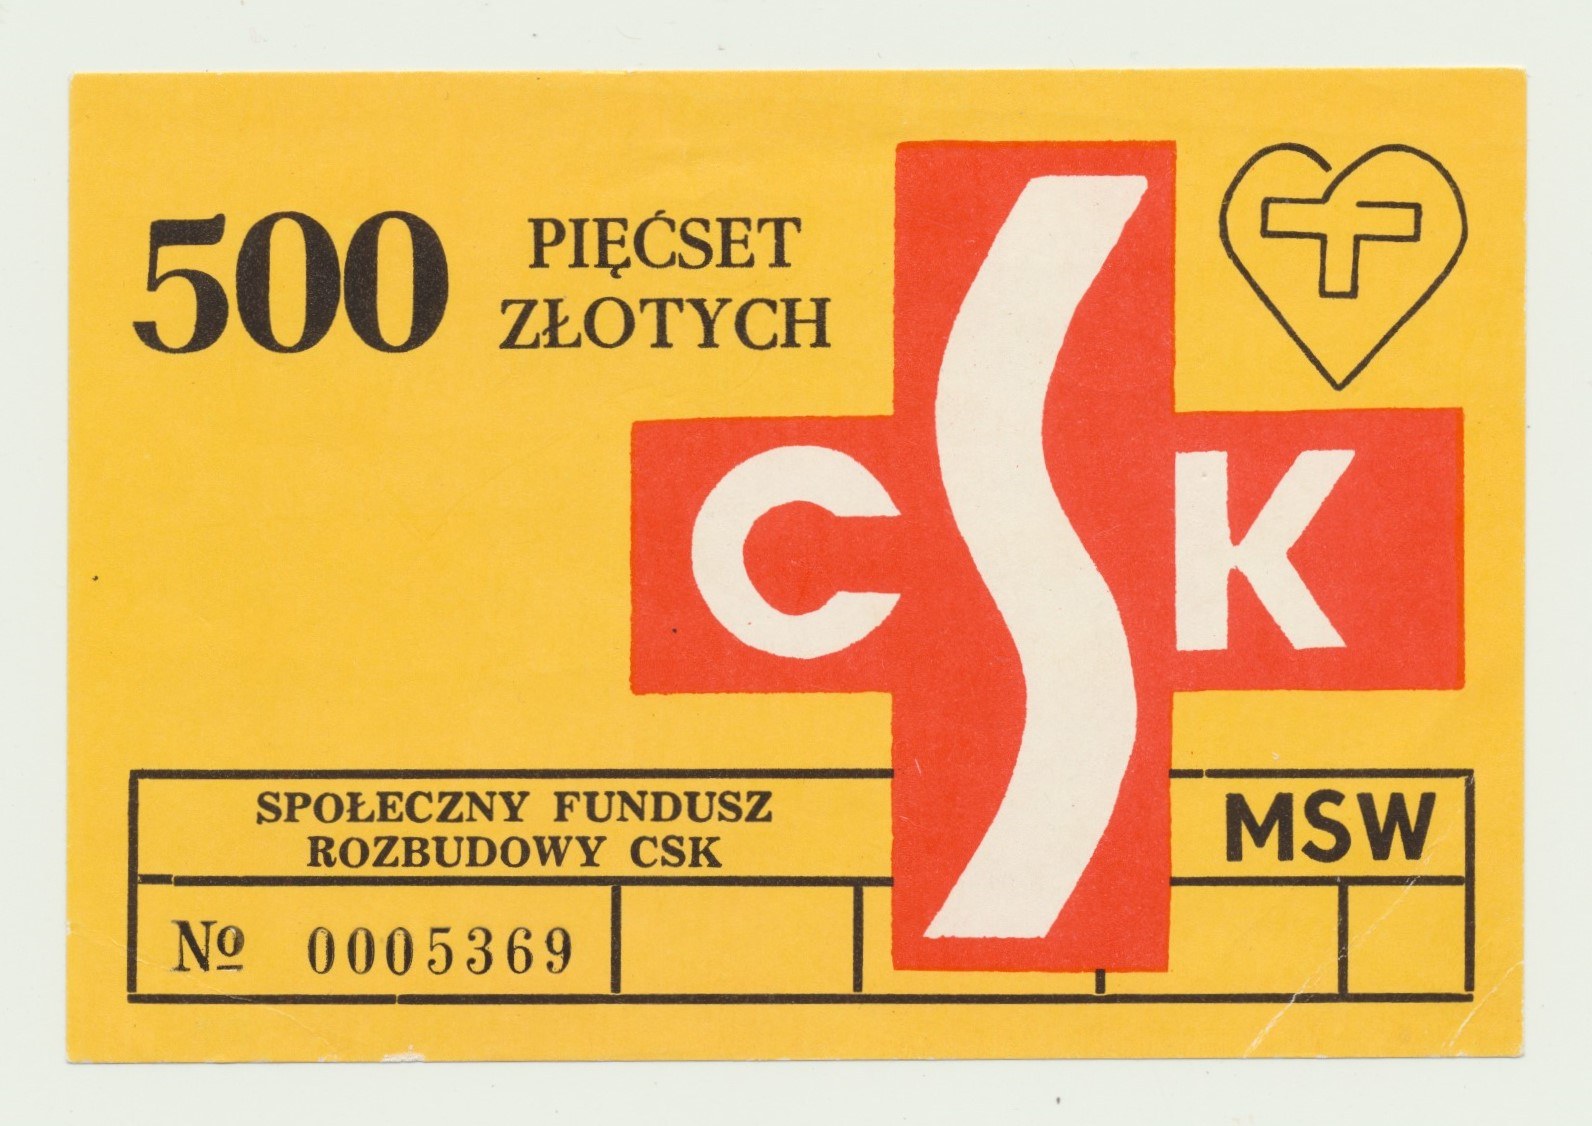 500
PIĘĆSET
ZŁOTYCH
CSK
SPOŁECZNY FUNDUSZ
ROZBUDOWY CSK
MSW
№ 0005369